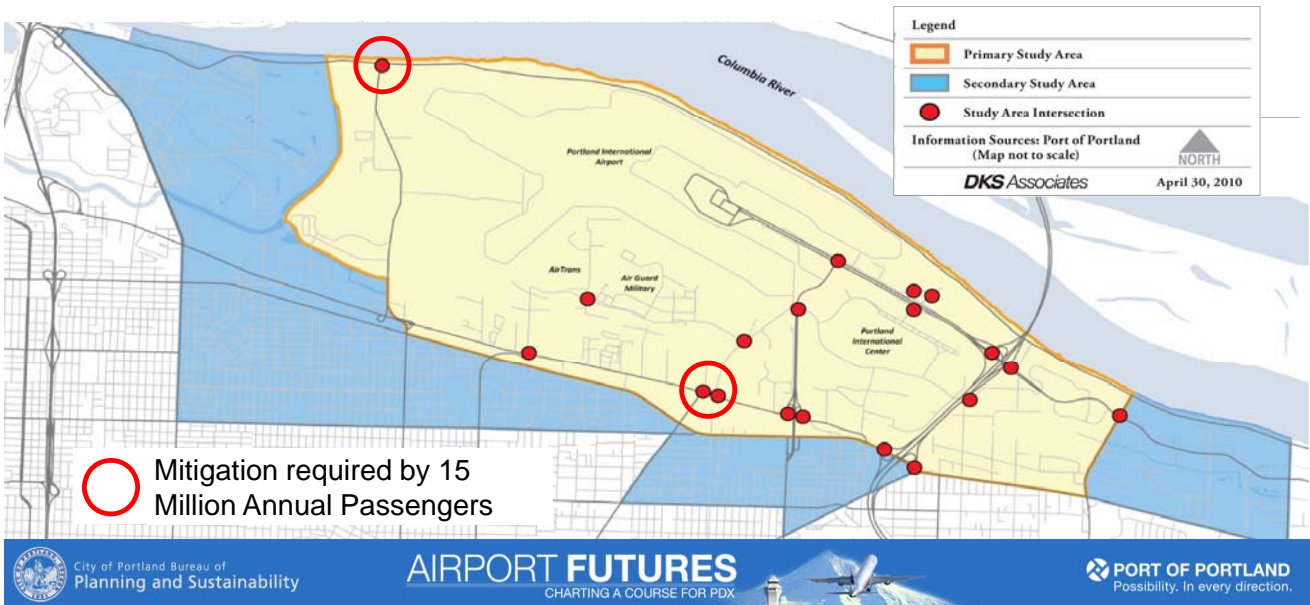 Legend
Primary Study Area
Secondary Study Area
Study Area Intersection
Information Sources: Port of Portland
(Map not to scale)
NORTH
DKS Associates
April 30, 2010
Columbia River
Portland International
Airport
AirTrans
Air Guard
Military
Portland
International
Center
Mitigation required by 15
Million Annual Passengers
City of Portland Bureau of
Planning and Sustainability
AIRPORT FUTURES
CHARTING A COURSE FOR PDX
PORT OF PORTLAND
Possibility. In every direction.